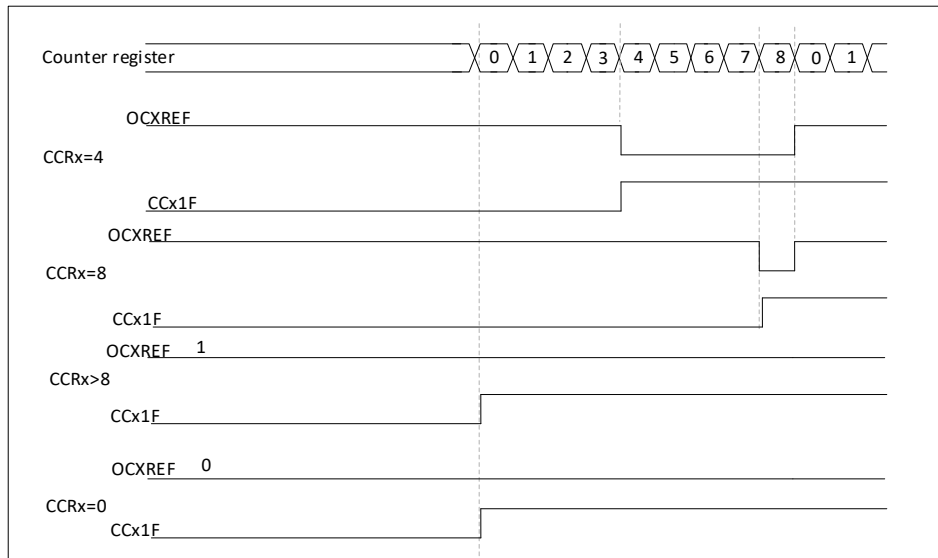 Counter register 0 1 2 3 4 5 6 7 8 0 1
OCXREF
CCRx=4
CCx1F
OCXREF
CCRx=8
CCx1F
OCXREF 1
CCRx>8
CCx1F
OCXREF 0
CCRx=0
CCx1F